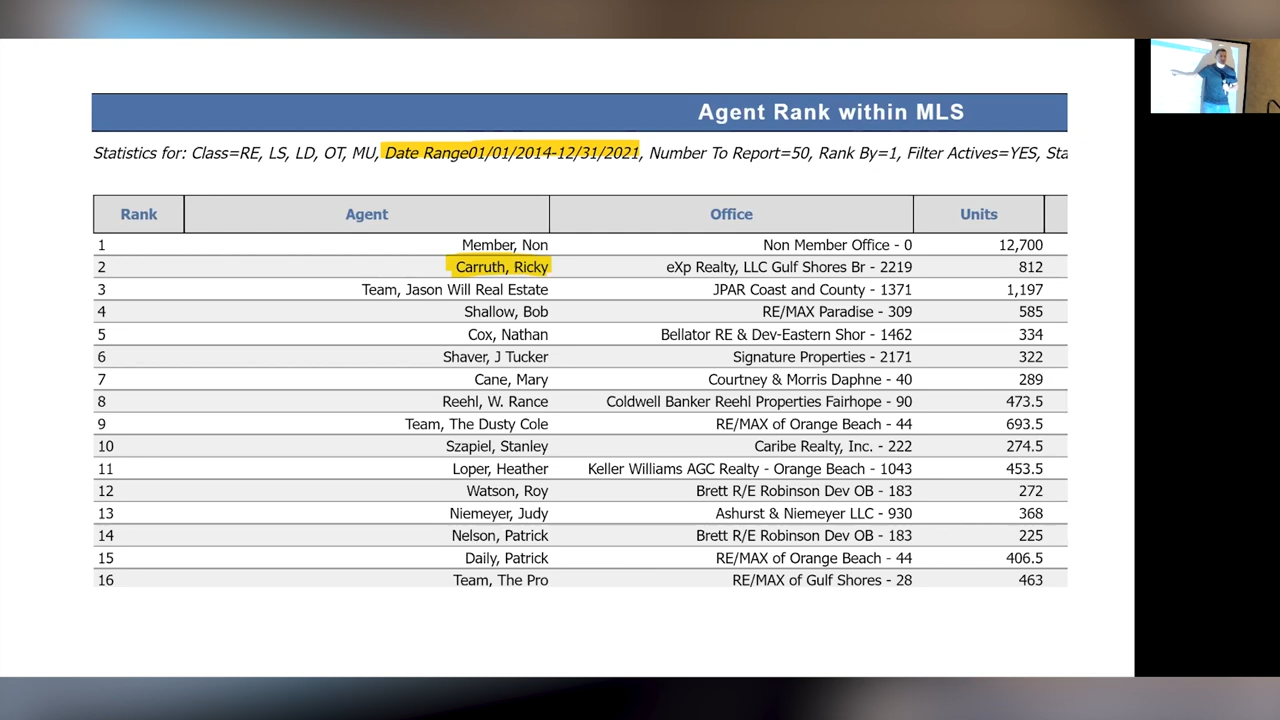 Agent Rank within MLS
Statistics for: Class=RE, LS, LD, OT, MU, Date Range01/01/2014-12/31/2021, Number To Report=50, Rank By=1, Filter Actives=YES, Sta
Rank Agent Office Units
1 Member, Non Non Member Office - 0 12,700
2 Carruth, Ricky eXp Realty, LLC Gulf Shores Br - 2219 812
3 Team, Jason Will Real Estate JPAR Coast and County - 1371 1,197
4 Shallow, Bob RE/MAX Paradise - 309 585
5 Cox, Nathan Bellator RE & Dev-Eastern Shor - 1462 334
6 Shaver, J Tucker Signature Properties - 2171 322
7 Cane, Mary Courtney & Morris Daphne - 40 289
8 Reehl, W. Rance Coldwell Banker Reehl Properties Fairhope - 90 473.5
9 Team, The Dusty Cole RE/MAX of Orange Beach - 44 693.5
10 Szapiel, Stanley Caribe Realty, Inc. - 222 274.5
11 Loper, Heather Keller Williams AGC Realty - Orange Beach - 1043 453.5
12 Watson, Roy Brett R/E Robinson Dev OB - 183 272
13 Niemeyer, Judy Ashurst & Niemeyer LLC - 930 368
14 Nelson, Patrick Brett R/E Robinson Dev OB - 183 225
15 Daily, Patrick RE/MAX of Orange Beach - 44 406.5
16 Team, The Pro RE/MAX of Gulf Shores - 28 463